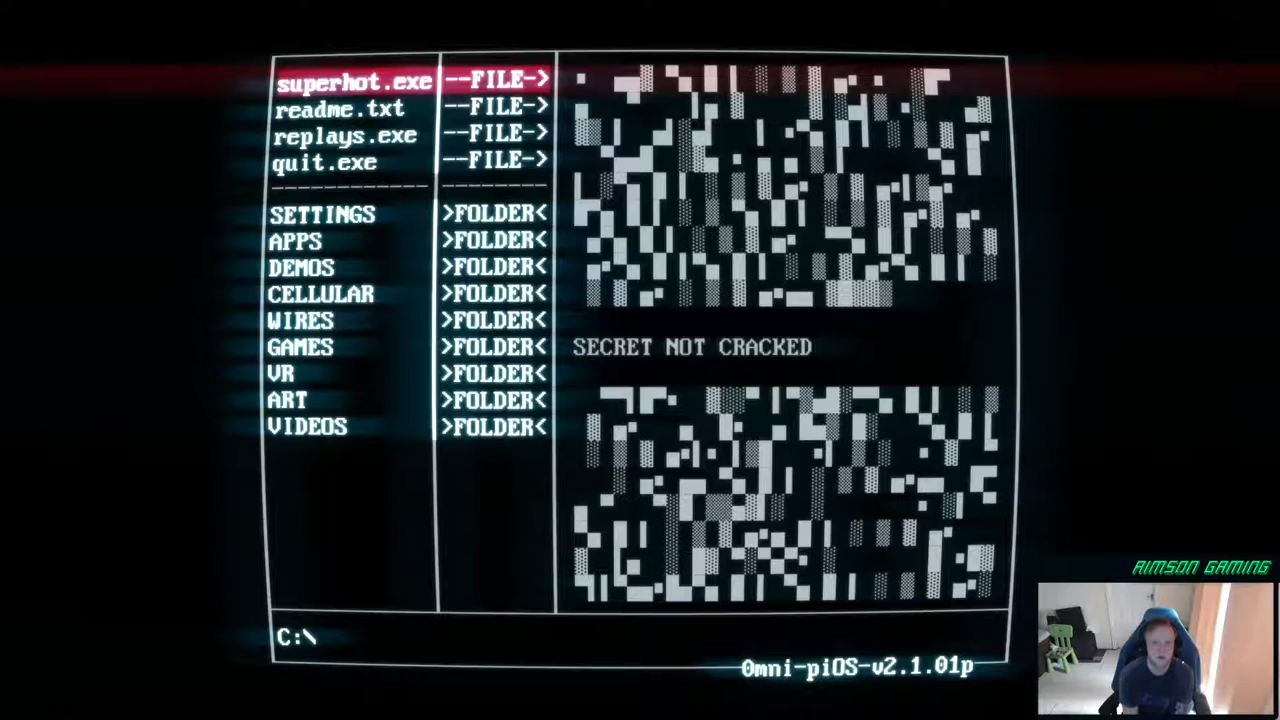 superhot.exe --FILE->
readme.txt --FILE->
replays.exe --FILE->
quit.exe --FILE->
SETTINGS >FOLDER<
APPS >FOLDER<
DEMOS >FOLDER<
CELLULAR >FOLDER<
WIRES >FOLDER<
GAMES >FOLDER<
VR >FOLDER<
ART >FOLDER<
VIDEOS >FOLDER<
SECRET NOT CRACKED
C:\
0mni-piOS-v2.1.01p
RIMSON GAMING